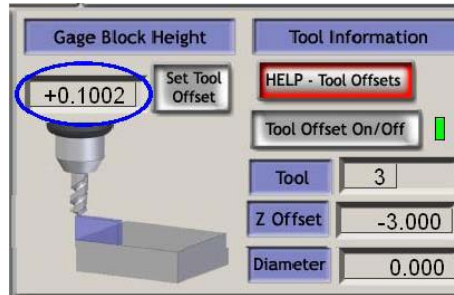 Gage Block Height
+0.1002
Set Tool
Offset
Tool Information
HELP - Tool Offsets
Tool Offset On/Off
Tool 3
Z Offset -3.000
Diameter 0.000